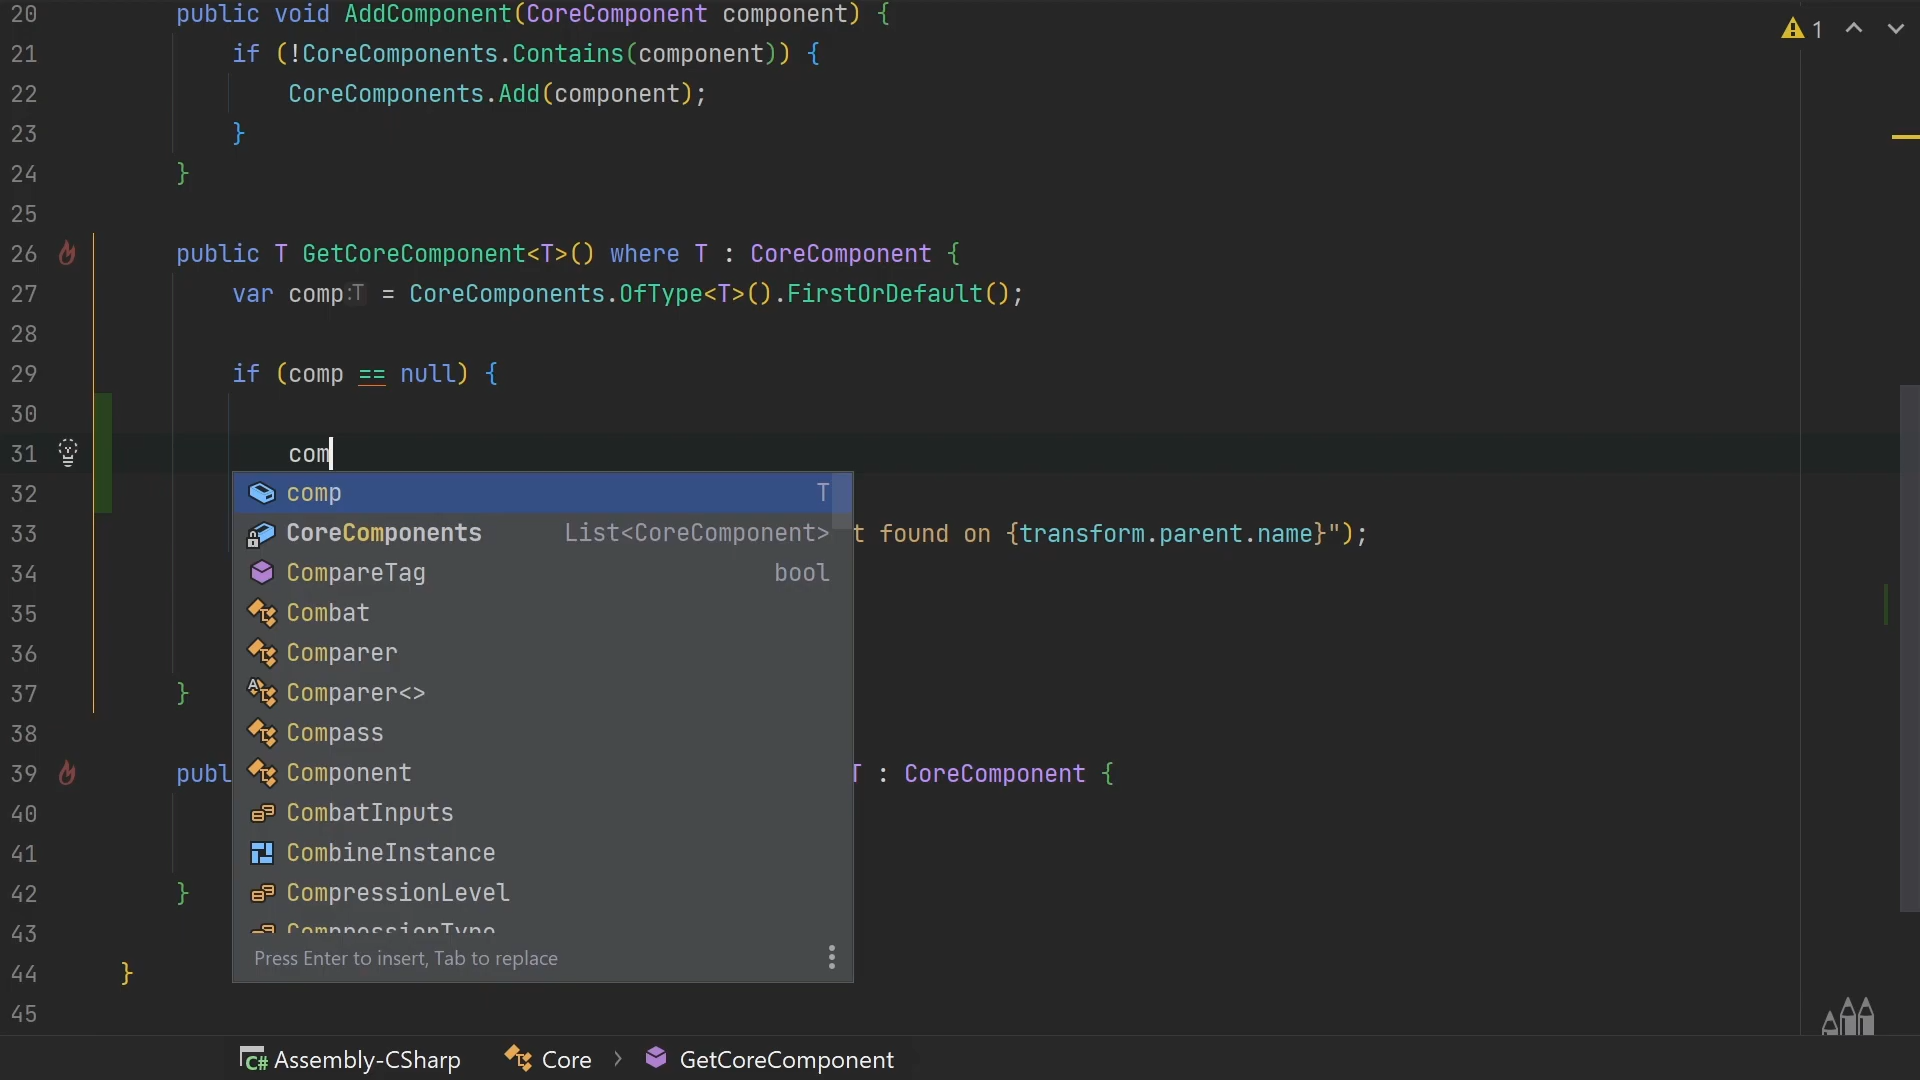 20 public void AddComponent(CoreComponent component) {
21 if (!CoreComponents.Contains(component)) {
22 CoreComponents.Add(component);
23 }
24 }
25
26 public T GetCoreComponent<T>() where T : CoreComponent {
27 var comp:T = CoreComponents.OfType<T>().FirstOrDefault();
28
29 if (comp == null) {
30
31 com
32
33 t found on {transform.parent.name}");
34
35
36
37 }
38
39 publ T : CoreComponent {
40
41
42 }
43
44 }
45
1
comp T
CoreComponents List<CoreComponent>
CompareTag bool
Combat
Comparer
Comparer<>
Compass
Component
CombatInputs
CombineInstance
CompressionLevel
CompressionType
Press Enter to insert, Tab to replace
C# Assembly-CSharp Core > GetCoreComponent